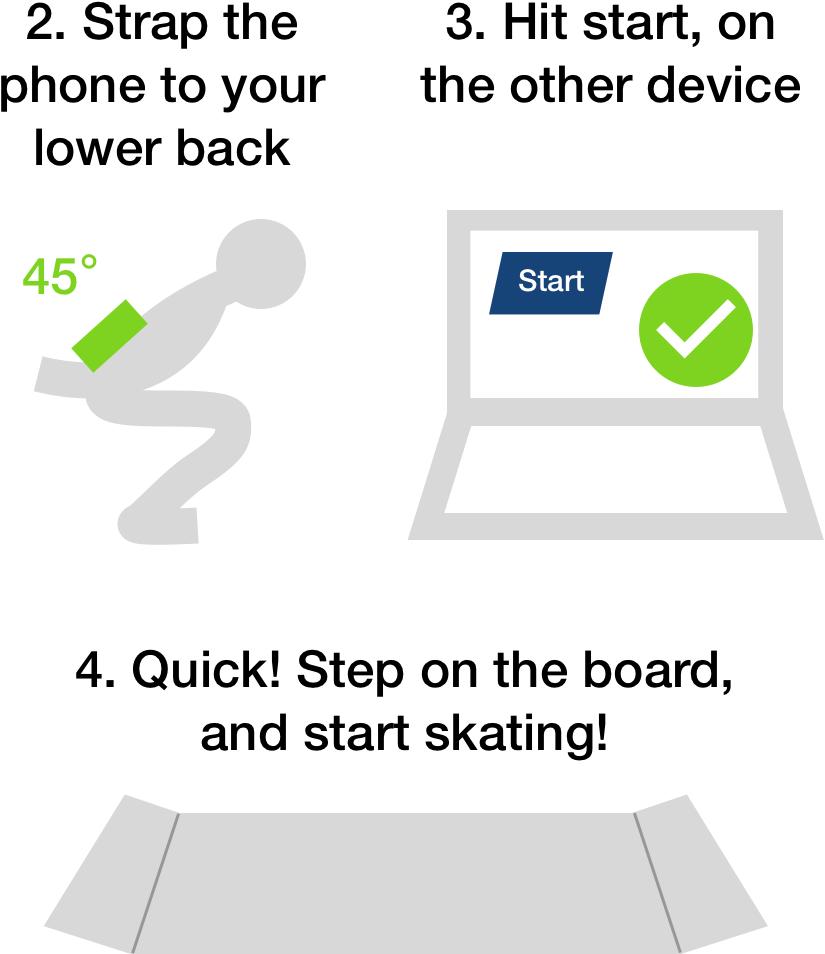 2. Strap the
phone to your
lower back
3. Hit start, on
the other device
45°
Start
4. Quick! Step on the board,
and start skating!